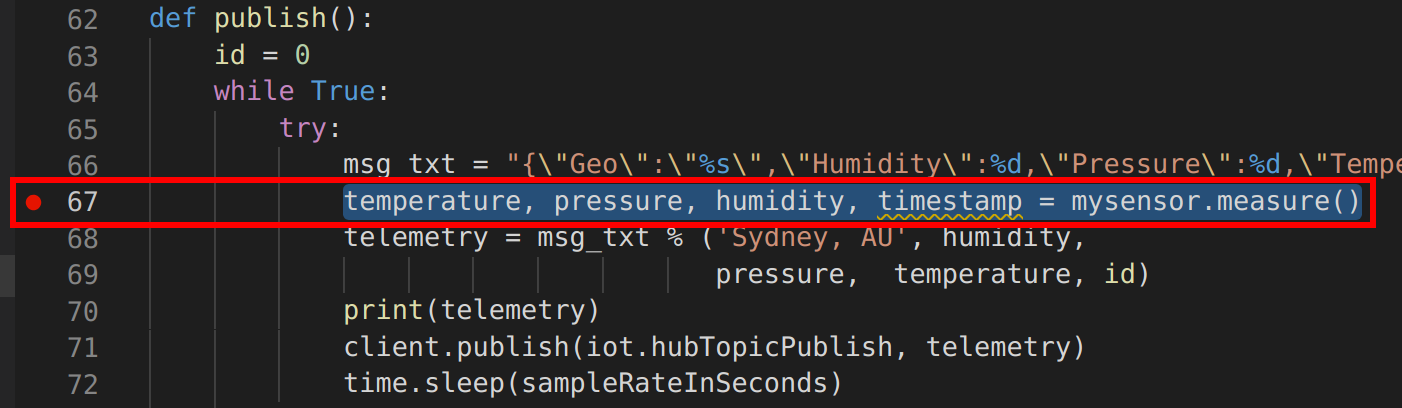 62 def publish():
63 id = 0
64 while True:
65 try:
66 msg_txt = "{\"Geo\":\"%s\",\"Humidity\":%d,\"Pressure\":%d,\"Tempe
67 temperature, pressure, humidity, timestamp = mysensor.measure()
68 telemetry = msg_txt % ('Sydney, AU', humidity,
69 pressure,  temperature, id)
70 print(telemetry)
71 client.publish(iot.hubTopicPublish, telemetry)
72 time.sleep(sampleRateInSeconds)